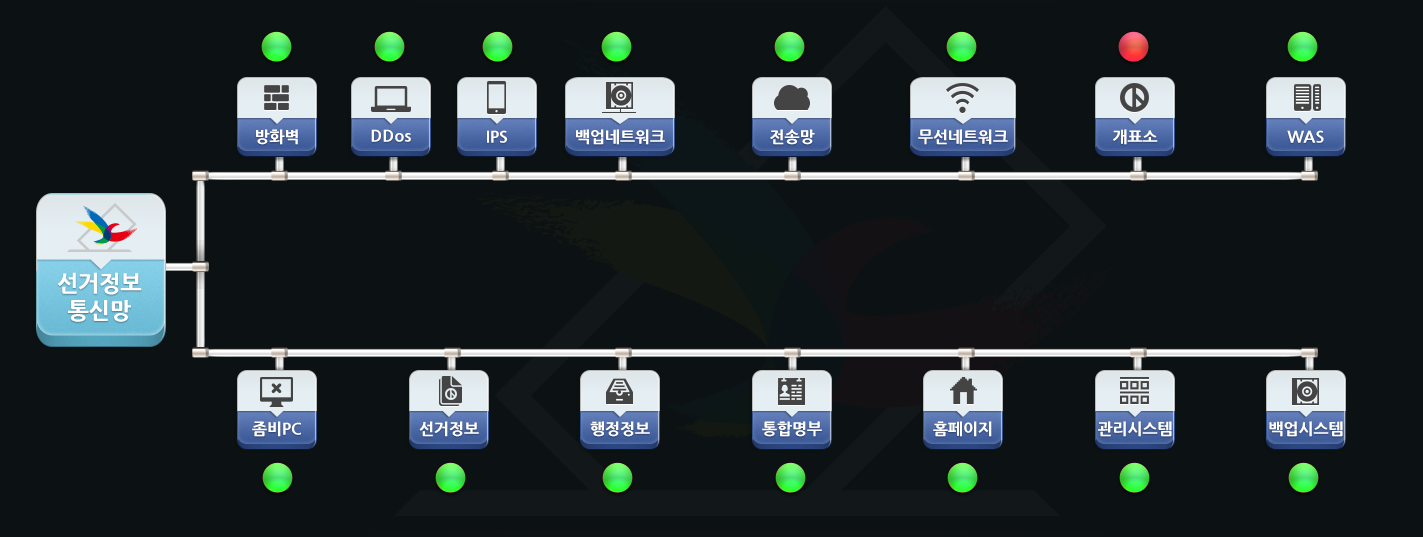 방화벽
DDos
IPS
백업네트워크
전송망
무선네트워크
개표소
WAS
선거정보
통신망
좀비PC
선거정보
행정정보
통합명부
홈페이지
관리시스템
백업시스템